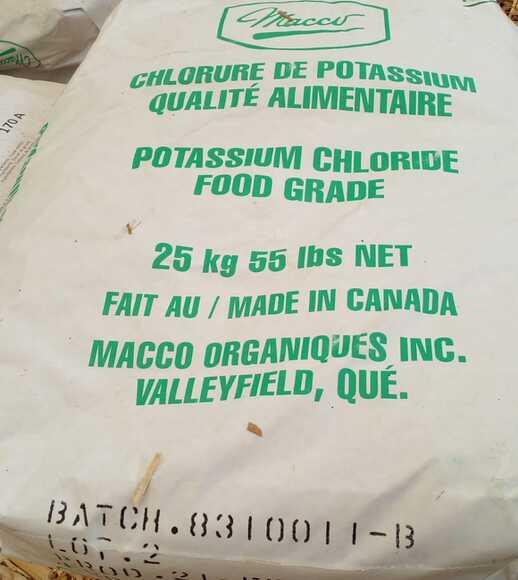 Macco
CHLORURE DE POTASSIUM
QUALITÉ ALIMENTAIRE
POTASSIUM CHLORIDE
FOOD GRADE
25 kg 55 lbs NET
FAIT AU / MADE IN CANADA
MACCO ORGANIQUES INC.
VALLEYFIELD, QUÉ.
BATCH.8310011-B
LOT.2
170 A